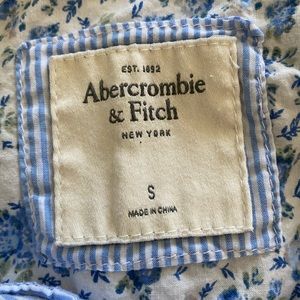 EST. 1892
Abercrombie
& Fitch
NEW YORK
S
MADE IN CHINA